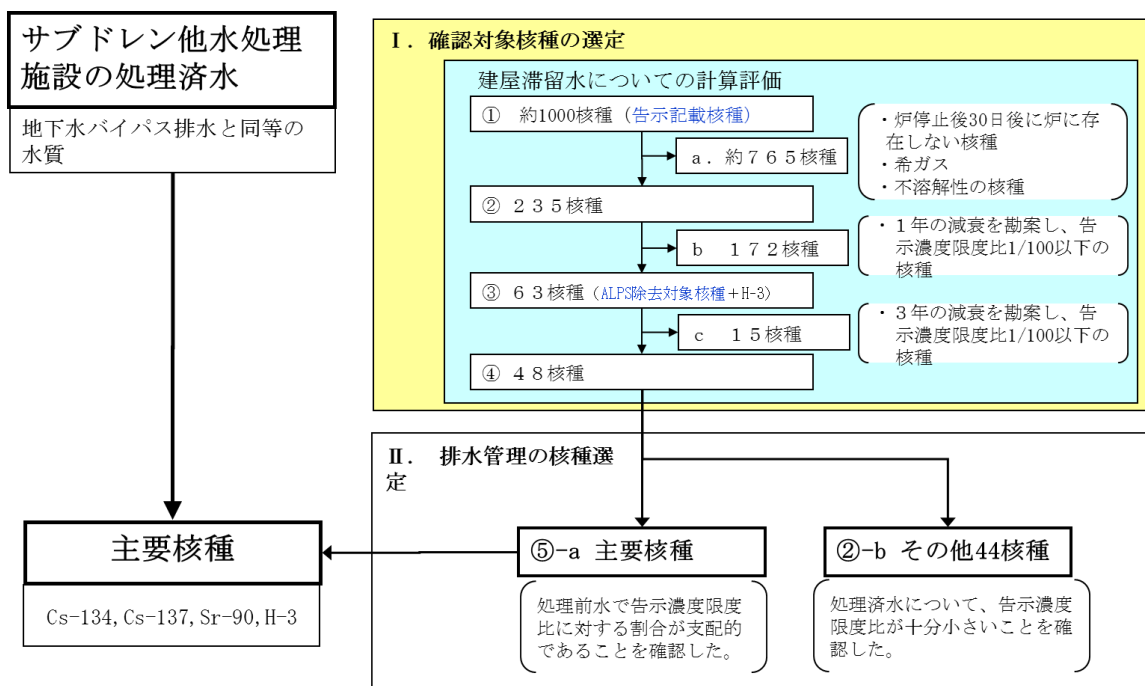 サブドレン他水処理
施設の処理済水
地下水バイパス排水と同等の
水質
Ⅰ．確認対象核種の選定
建屋滞留水についての計算評価
① 約1000核種（告示記載核種）
a．約７６５核種
・炉停止後30日後に炉に存
在しない核種
・希ガス
・不溶解性の核種
② ２３５核種
b １７２核種
・１年の減衰を勘案し、告
示濃度限度比1/100以下の
核種
③ ６３核種（ALPS除去対象核種＋H-3）
c １５核種
・３年の減衰を勘案し、告
示濃度限度比1/100以下の
核種
④ ４８核種
Ⅱ． 排水管理の核種選
定
主要核種
Cs-134,Cs-137,Sr-90,H-3
⑤-a 主要核種
処理前水で告示濃度限度
比に対する割合が支配的
であることを確認した。
②-b その他44核種
処理済水について、告示濃度
限度比が十分小さいことを確
認した。